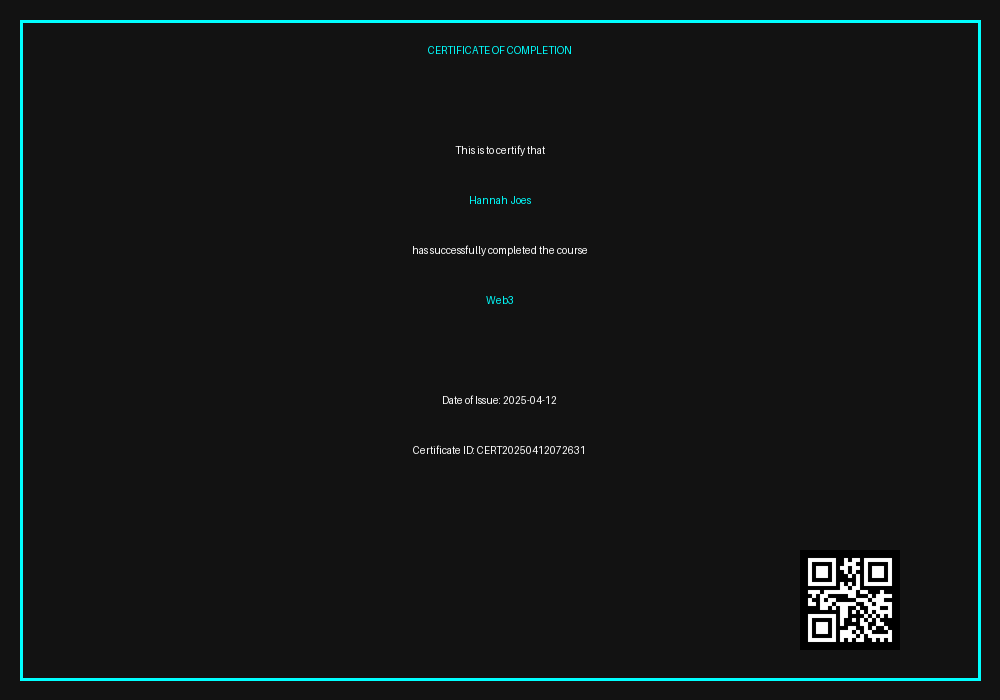 CERTIFICATE OF COMPLETION
This is to certify that
Hannah Joes
has successfully completed the course
Web3
Date of Issue: 2025-04-12
Certificate ID: CERT20250412072631